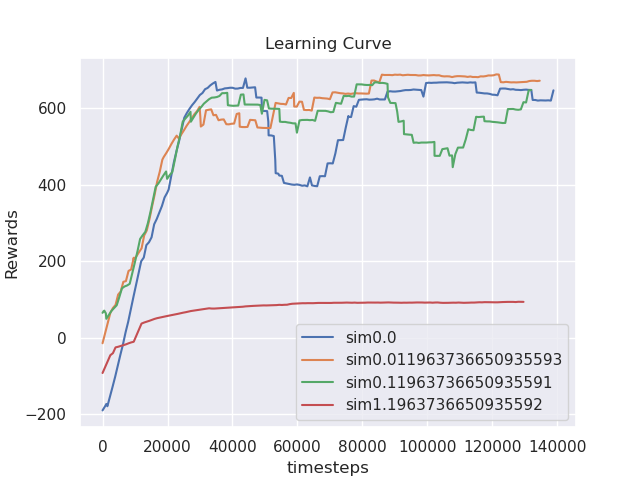 Learning Curve
Rewards
600
400
200
0
−200
sim0.0
sim0.011963736650935593
sim0.11963736650935591
sim1.1963736650935592
0 20000 40000 60000 80000 100000 120000 140000
timesteps